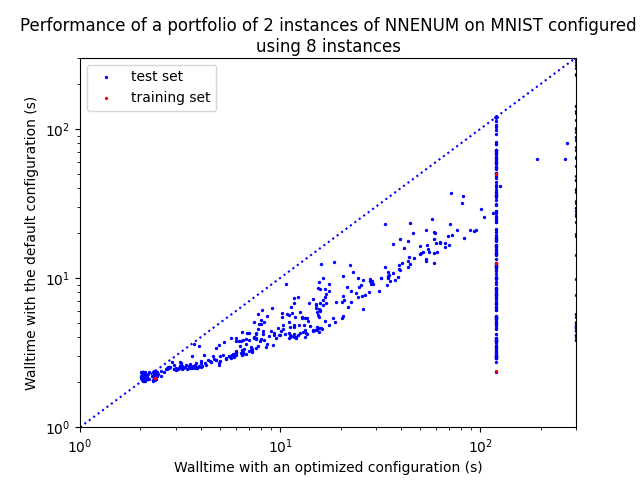 Performance of a portfolio of 2 instances of NNENUM on MNIST configured
using 8 instances
test set
training set
Walltime with the default configuration (s)
10²
10¹
10⁰
10⁰ 10¹ 10²
Walltime with an optimized configuration (s)